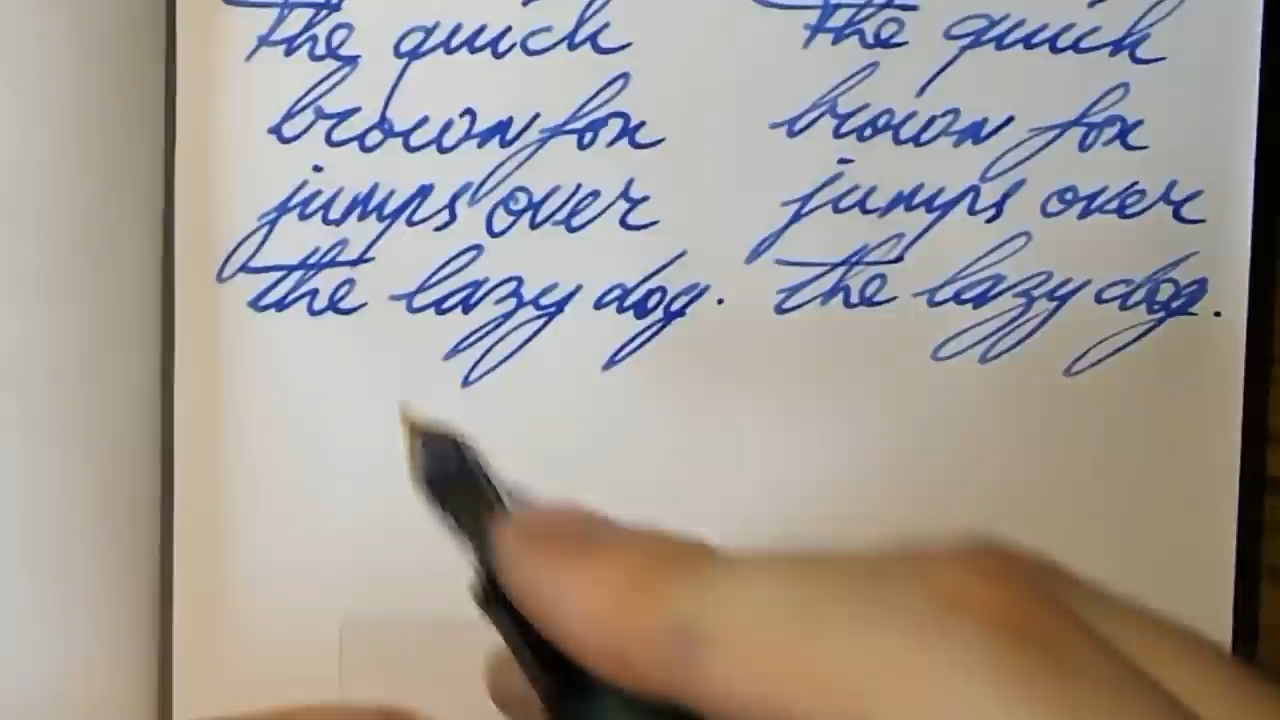 The quick
brown fox
jumps over
the lazy dog.
The quick
brown fox
jumps over
the lazy dog.